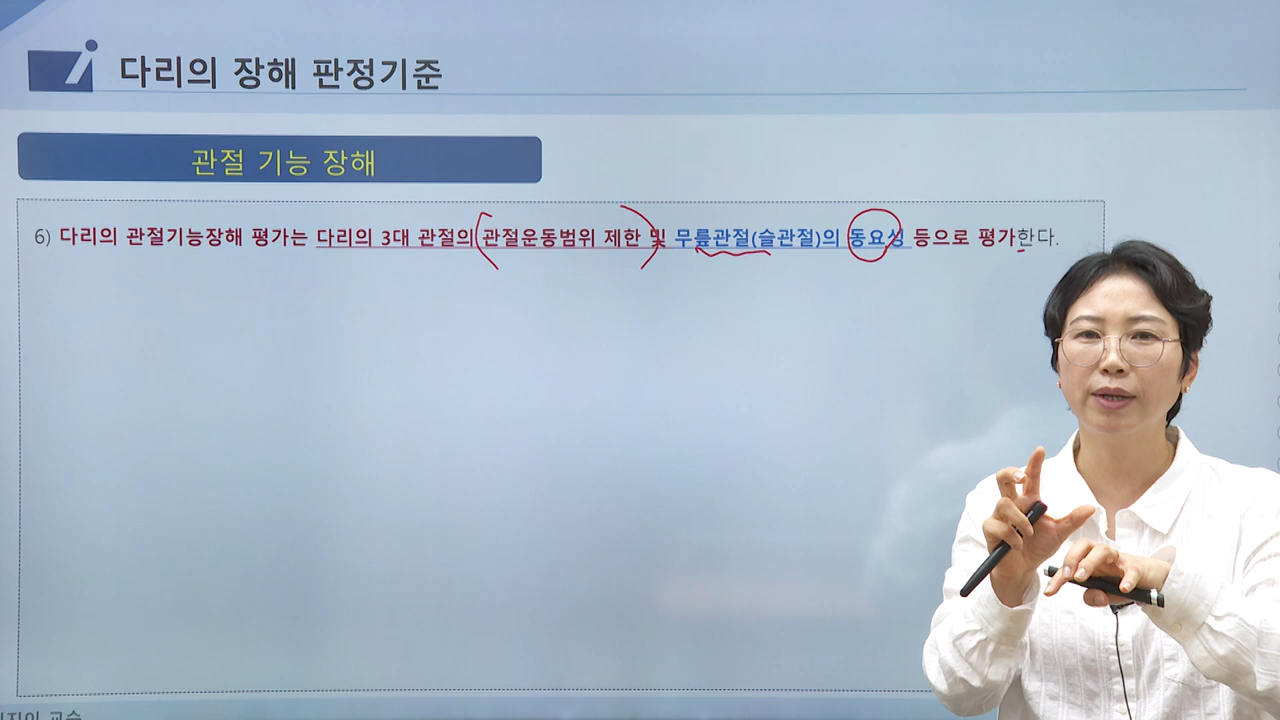 다리의 장해 판정기준
관절 기능 장해
6) 다리의 관절기능장해 평가는 다리의 3대 관절의 관절운동범위 제한 및 무릎관절(슬관절)의 동요성 등으로 평가한다.
교수